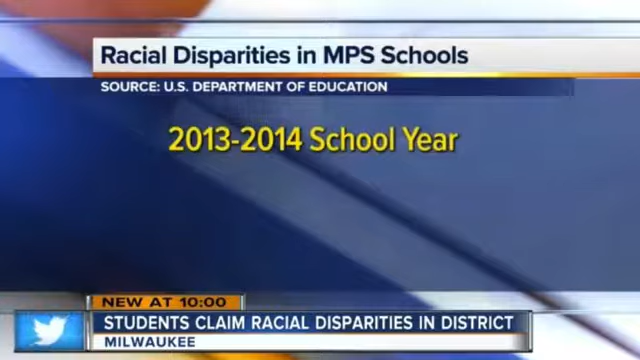 Racial Disparities in MPS Schools
SOURCE: U.S. DEPARTMENT OF EDUCATION
2013-2014 School Year
NEW AT 10:00
STUDENTS CLAIM RACIAL DISPARITIES IN DISTRICT
MILWAUKEE